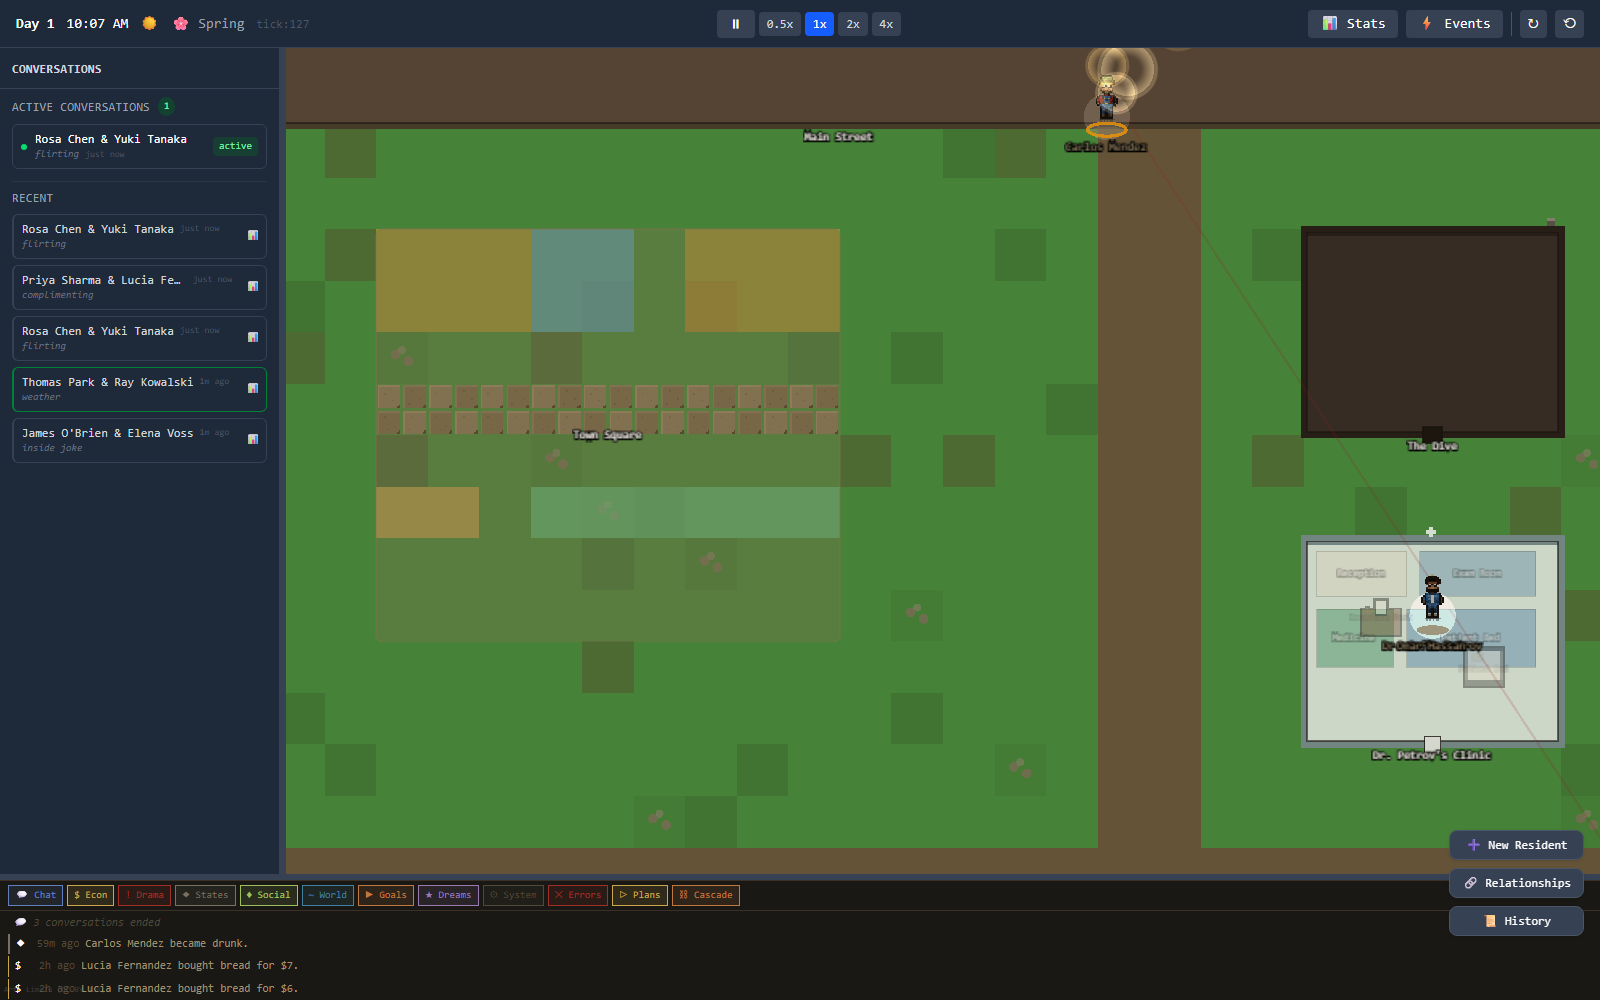 Day 1 10:07 AM Spring tick:127
0.5x 1x 2x 4x
Stats Events
CONVERSATIONS
ACTIVE CONVERSATIONS 1
Rosa Chen & Yuki Tanaka
flirting just now
active
RECENT
Rosa Chen & Yuki Tanaka just now
flirting
Priya Sharma & Lucia Fe… just now
complimenting
Rosa Chen & Yuki Tanaka just now
flirting
Thomas Park & Ray Kowalski 1m ago
weather
James O'Brien & Elena Voss 1m ago
inside joke
Main Street
Carlos Mendez
Town Square
The Dive
Reception
Exam Room
Medicine
Dr. Petrov's Clinic
New Resident
Relationships
History
Chat $ Econ ! Drama States Social ~ World Goals Dreams System Errors Plans Cascade
3 conversations ended
59m ago Carlos Mendez became drunk.
$ 2h ago Lucia Fernandez bought bread for $7.
$ 2h ago Lucia Fernandez bought bread for $6.